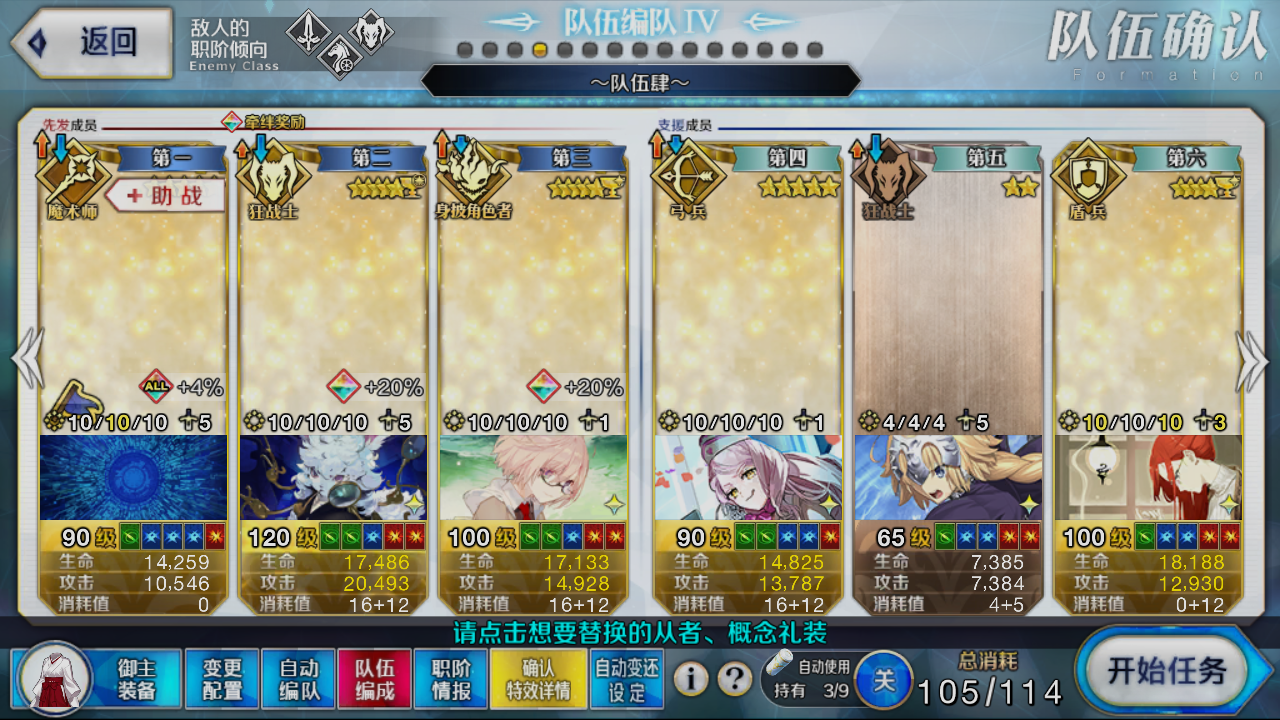 返回
敌人的
职阶倾向
Enemy Class
队伍编队 IV
～队伍肆～
队伍确认
Formation
先发成员
牵绊奖励
支援成员
第一
第二
第三
第四
第五
第六
+助战
魔术师
狂战士
身披角色者
弓兵
狂战士
盾兵
ALL +4%
+20%
+20%
10/10/10 5
10/10/10 5
10/10/10 1
10/10/10 1
4/4/4 5
10/10/10 3
90级
120级
100级
90级
65级
100级
生命 14,259
攻击 10,546
消耗值 0
生命 17,486
攻击 20,493
消耗值 16+12
生命 17,133
攻击 14,928
消耗值 16+12
生命 14,825
攻击 13,787
消耗值 16+12
生命 7,385
攻击 7,384
消耗值 4+5
生命 18,188
攻击 12,930
消耗值 0+12
请点击想要替换的从者、概念礼装
御主
装备
变更
配置
自动
编队
队伍
编成
职阶
情报
确认
特效详情
自动变还
设定
i
?
自动使用
持有 3/9
关
总消耗
105/114
开始任务